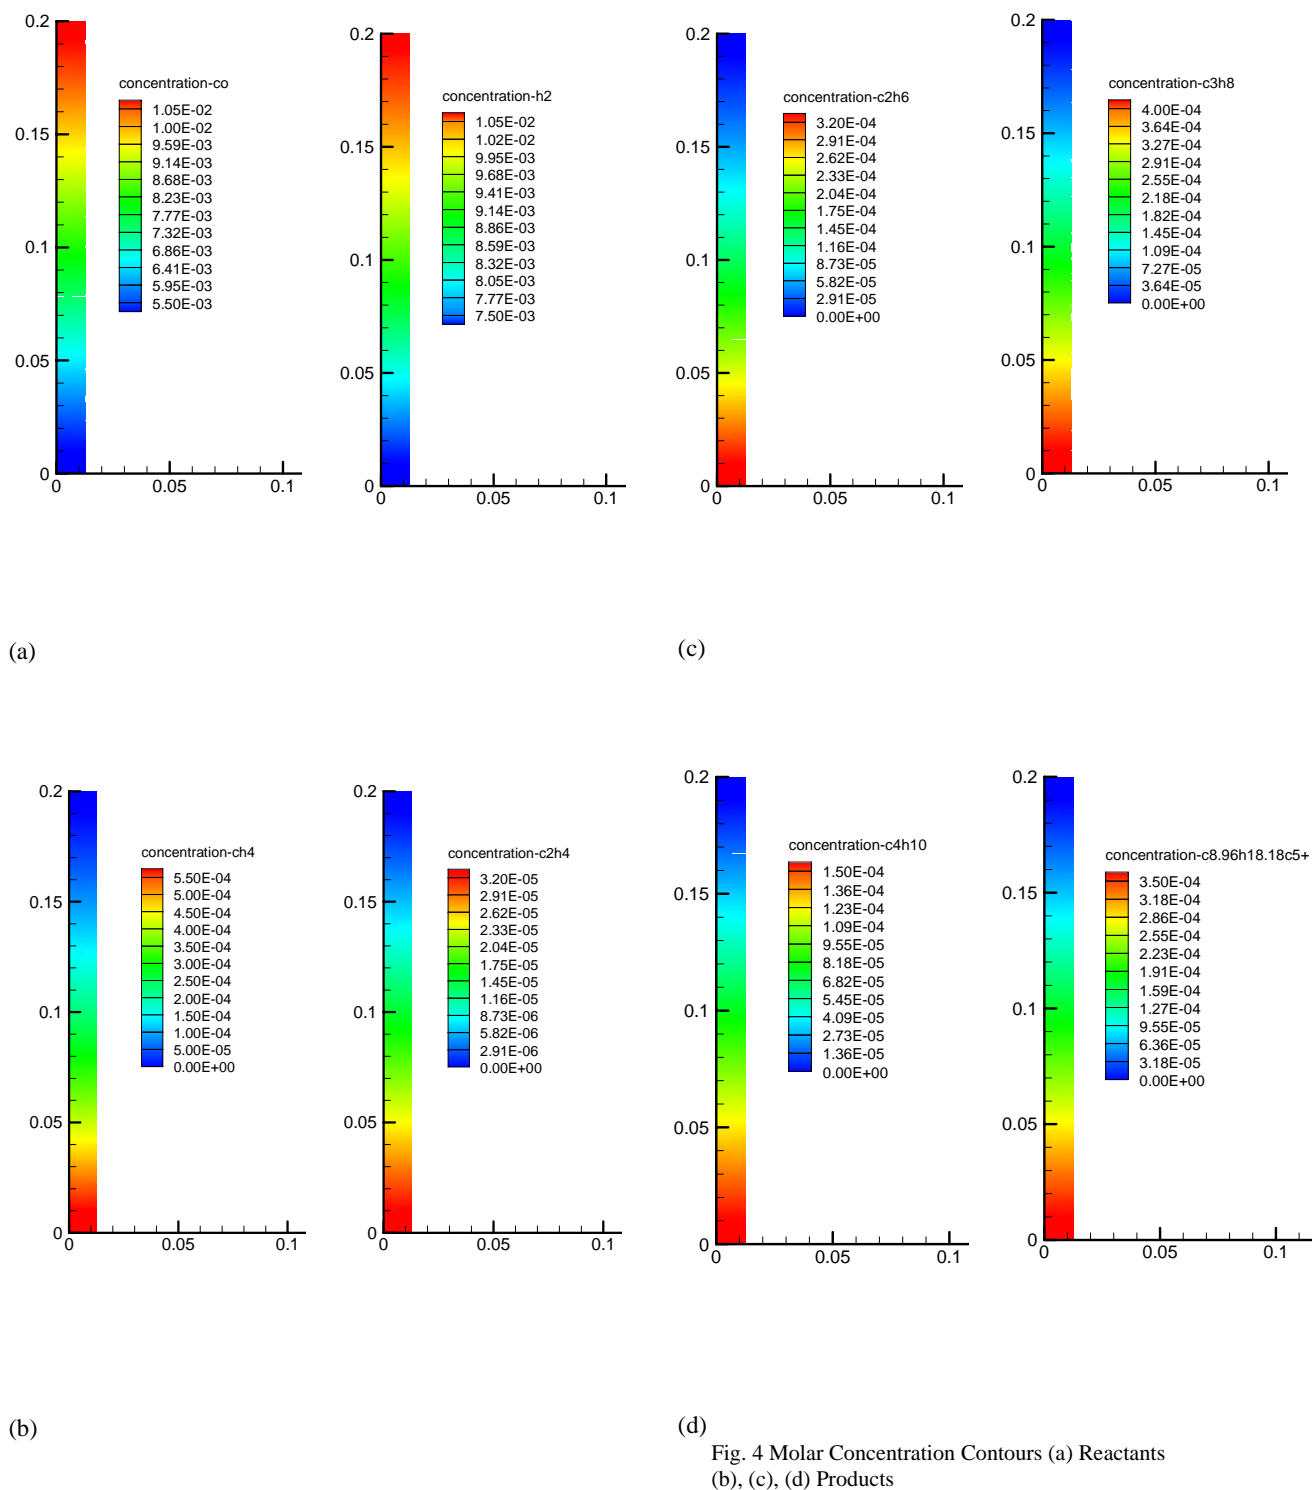 concentration-co
1.05E-02
1.00E-02
9.59E-03
9.14E-03
8.68E-03
8.23E-03
7.77E-03
7.32E-03
6.86E-03
6.41E-03
5.95E-03
5.50E-03
0.2
0.15
0.1
0.05
0
0
0.05
0.1
concentration-h2
1.05E-02
1.02E-02
9.95E-03
9.68E-03
9.41E-03
9.14E-03
8.86E-03
8.59E-03
8.32E-03
8.05E-03
7.77E-03
7.50E-03
0.2
0.15
0.1
0.05
0
0
0.05
0.1
(a)
concentration-c2h6
3.20E-04
2.91E-04
2.62E-04
2.33E-04
2.04E-04
1.75E-04
1.45E-04
1.16E-04
8.73E-05
5.82E-05
2.91E-05
0.00E+00
0.2
0.15
0.1
0.05
0
0
0.05
0.1
concentration-c3h8
4.00E-04
3.64E-04
3.27E-04
2.91E-04
2.55E-04
2.18E-04
1.82E-04
1.45E-04
1.09E-04
7.27E-05
3.64E-05
0.00E+00
0.2
0.15
0.1
0.05
0
0
0.05
0.1
(c)
concentration-ch4
5.50E-04
5.00E-04
4.50E-04
4.00E-04
3.50E-04
3.00E-04
2.50E-04
2.00E-04
1.50E-04
1.00E-04
5.00E-05
0.00E+00
0.2
0.15
0.1
0.05
0
0
0.05
0.1
concentration-c2h4
3.20E-05
2.91E-05
2.62E-05
2.33E-05
2.04E-05
1.75E-05
1.45E-05
1.16E-05
8.73E-06
5.82E-06
2.91E-06
0.00E+00
0.2
0.15
0.1
0.05
0
0
0.05
0.1
(b)
concentration-c4h10
1.50E-04
1.36E-04
1.23E-04
1.09E-04
9.55E-05
8.18E-05
6.82E-05
5.45E-05
4.09E-05
2.73E-05
1.36E-05
0.00E+00
0.2
0.15
0.1
0.05
0
0
0.05
0.1
concentration-c8.96h18.18c5+
3.50E-04
3.18E-04
2.86E-04
2.55E-04
2.23E-04
1.91E-04
1.59E-04
1.27E-04
9.55E-05
6.36E-05
3.18E-05
0.00E+00
0.2
0.15
0.1
0.05
0
0
0.05
0.1
(d)
Fig. 4 Molar Concentration Contours (a) Reactants
(b), (c), (d) Products